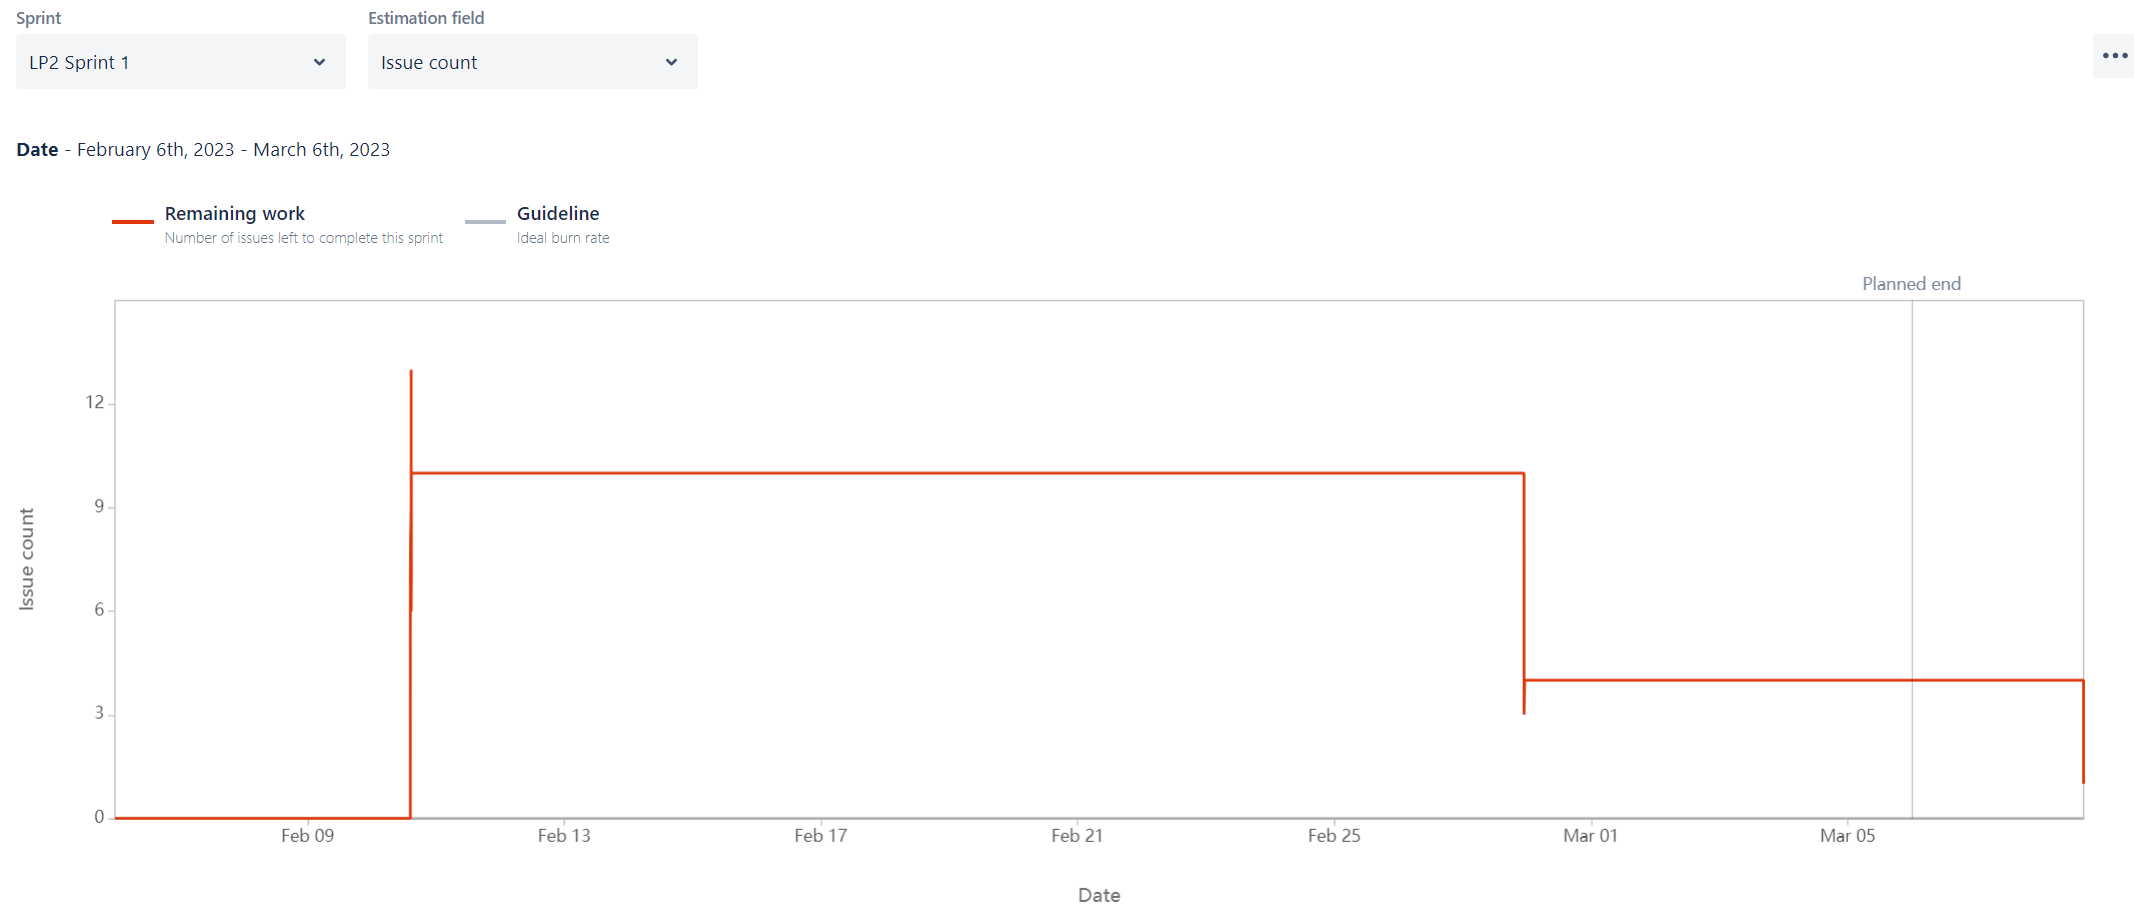 Sprint
Estimation field
LP2 Sprint 1
Issue count
Date - February 6th, 2023 - March 6th, 2023
Remaining work
Number of issues left to complete this sprint
Guideline
Ideal burn rate
Planned end
12
9
6
3
0
Issue count
Feb 09
Feb 13
Feb 17
Feb 21
Feb 25
Mar 01
Mar 05
Date